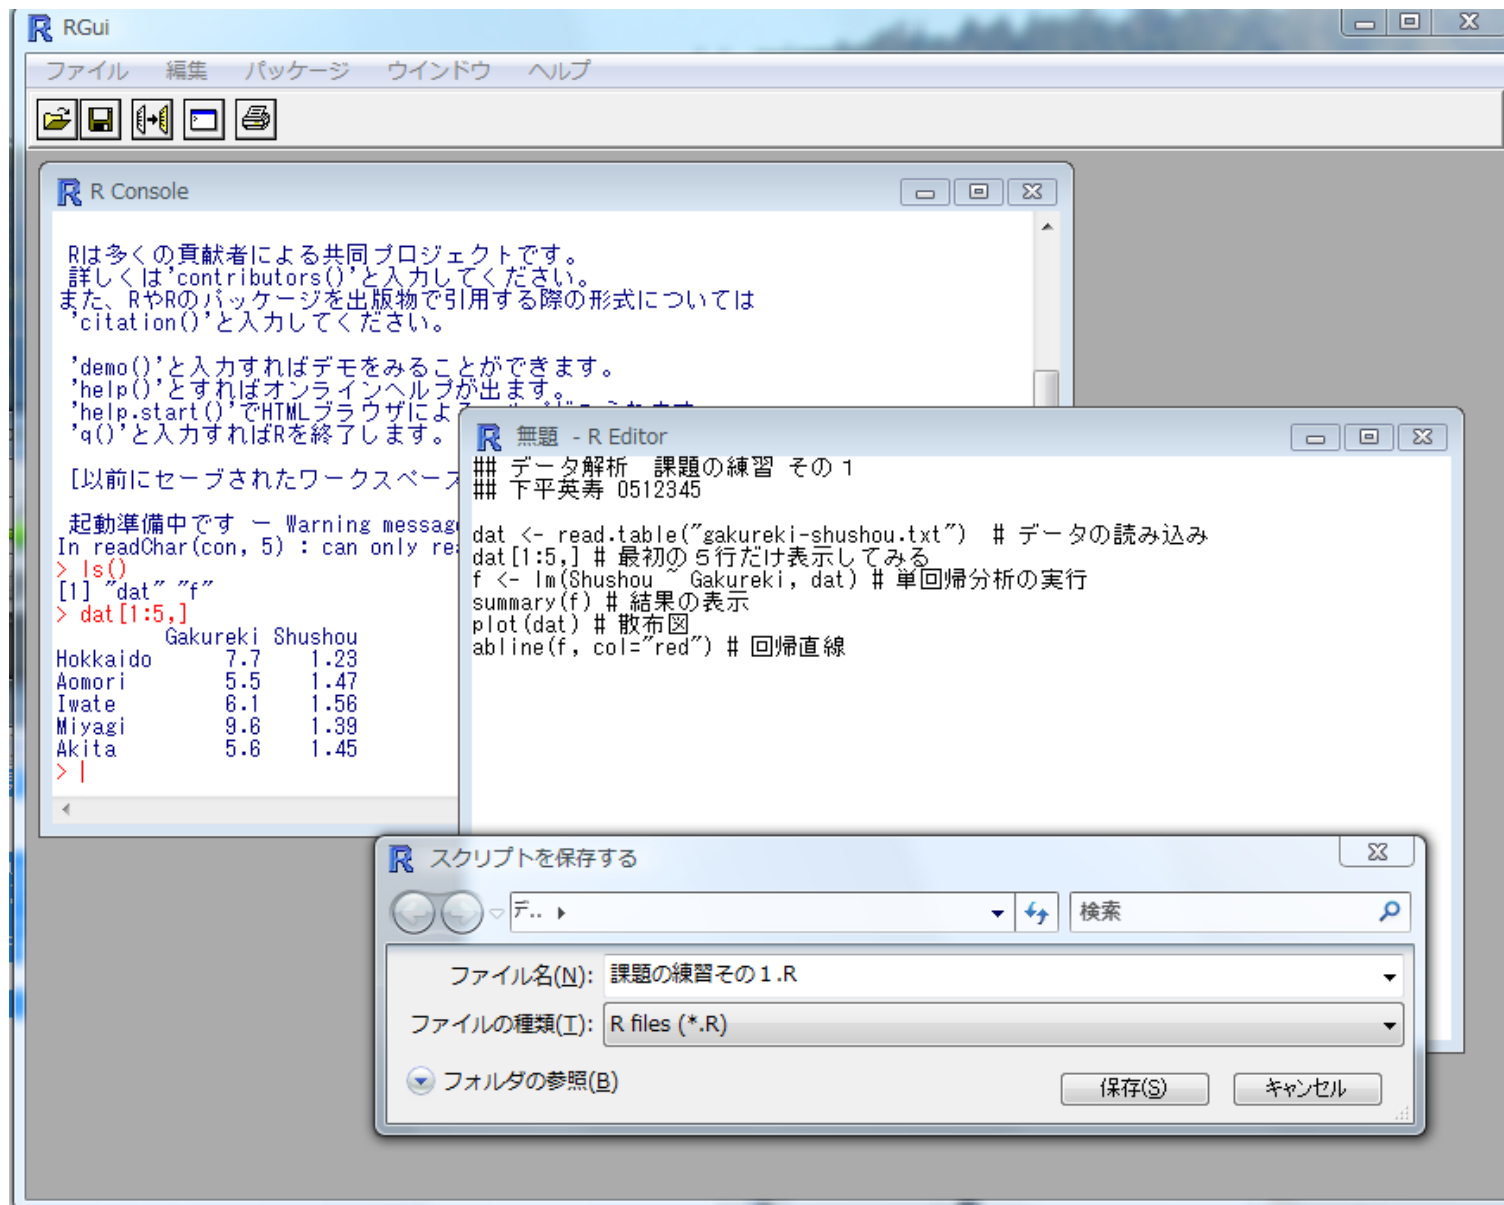 RGui
ファイル 編集 パッケージ ウインドウ ヘルプ
R Console
Rは多くの貢献者による共同プロジェクトです。
詳しくは'contributors()'と入力してください。
また、RやRのパッケージを出版物で引用する際の形式については
'citation()'と入力してください。
'demo()'と入力すればデモをみることができます。
'help()'とすればオンラインヘルプが出ます。
'help.start()'でHTMLブラウザによる
'q()'と入力すればRを終了します。
[以前にセーブされたワークスペース
起動準備中です - Warning messag
In readChar(con, 5) : can only re
> ls()
[1] "dat" "f"
> dat[1:5,]
Gakureki Shushou
Hokkaido 7.7 1.23
Aomori 5.5 1.47
Iwate 6.1 1.56
Miyagi 9.6 1.39
Akita 5.6 1.45
>
無題 - R Editor
## データ解析 課題の練習 その１
## 下平英寿 0512345
dat <- read.table("gakureki-shushou.txt") # データの読み込み
dat[1:5,] # 最初の５行だけ表示してみる
f <- lm(Shushou ~ Gakureki, dat) # 単回帰分析の実行
summary(f) # 結果の表示
plot(dat) # 散布図
abline(f, col="red") # 回帰直線
スクリプトを保存する
デ.. 検索
ファイル名(N): 課題の練習その１.R
ファイルの種類(T): R files (*.R)
フォルダの参照(B) 保存(S) キャンセル